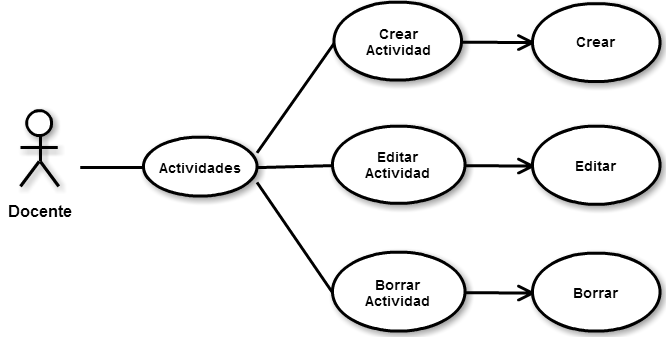 Crear
Actividad
Crear
Editar
Actividad
Editar
Actividades
Docente
Borrar
Actividad
Borrar